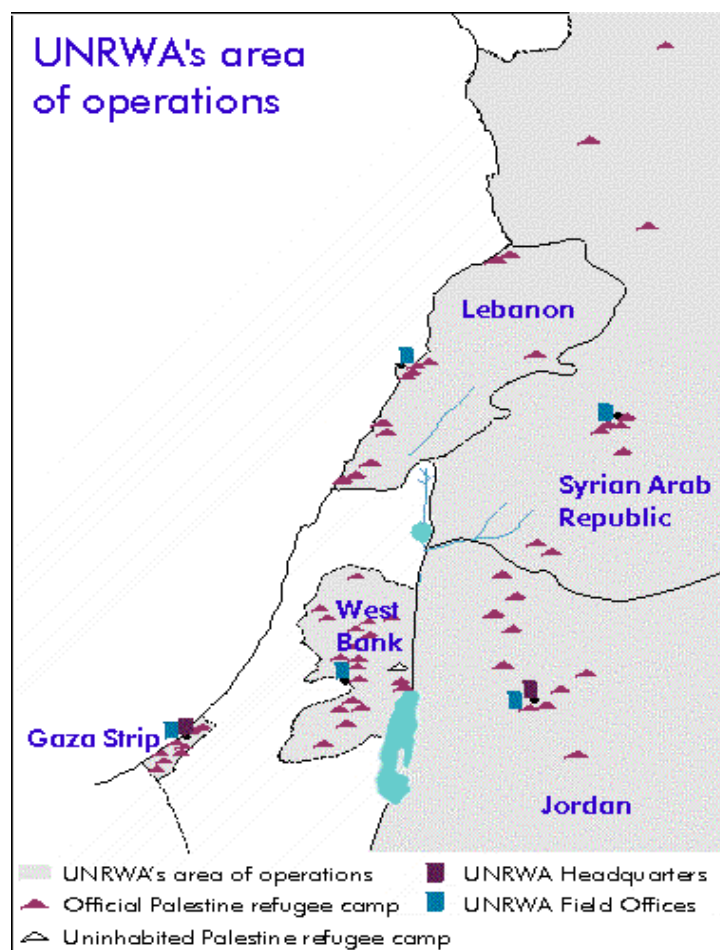 UNRWA's area
of operations
Lebanon
Syrian Arab
Republic
West
Bank
Gaza Strip
Jordan
UNRWA's area of operations
UNRWA Headquarters
Official Palestine refugee camp
UNRWA Field Offices
Uninhabited Palestine refugee camp